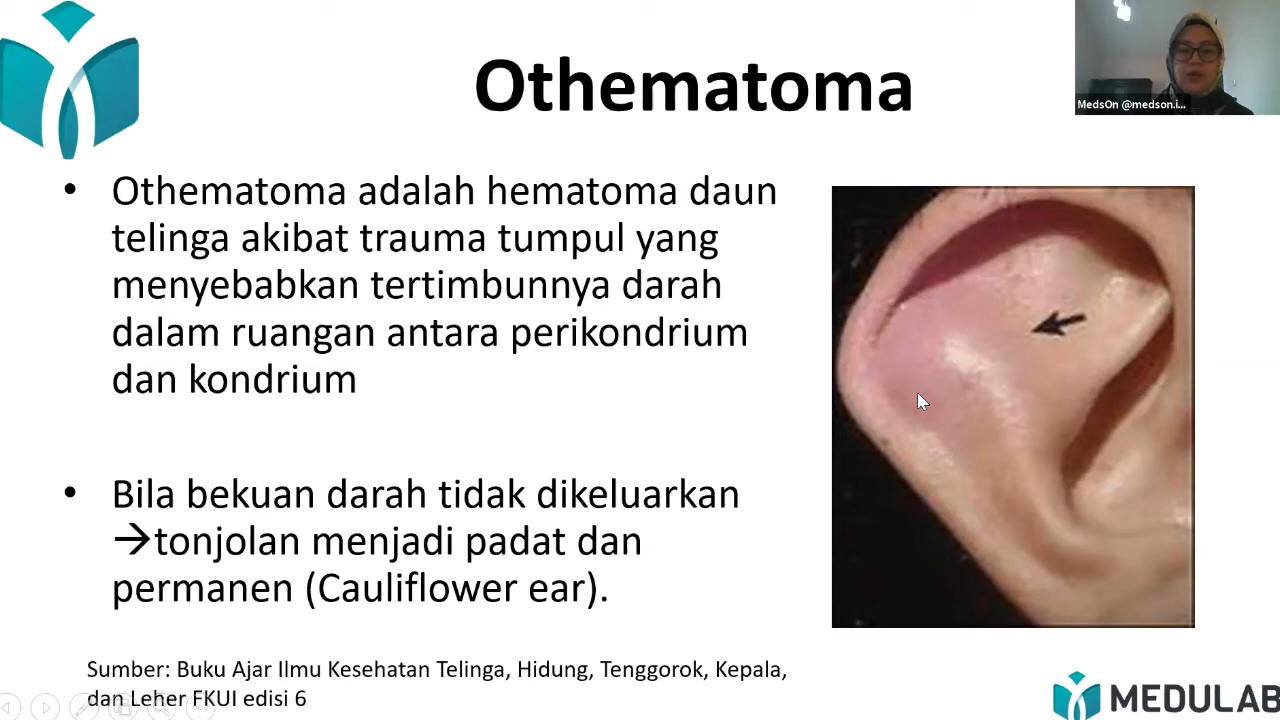 Othematoma
MedsOn @medson.i...
• Othematoma adalah hematoma daun
telinga akibat trauma tumpul yang
menyebabkan tertimbunnya darah
dalam ruangan antara perikondrium
dan kondrium
• Bila bekuan darah tidak dikeluarkan
→tonjolan menjadi padat dan
permanen (Cauliflower ear).
Sumber: Buku Ajar Ilmu Kesehatan Telinga, Hidung, Tenggorok, Kepala,
dan Leher FKUI edisi 6
MEDULAB